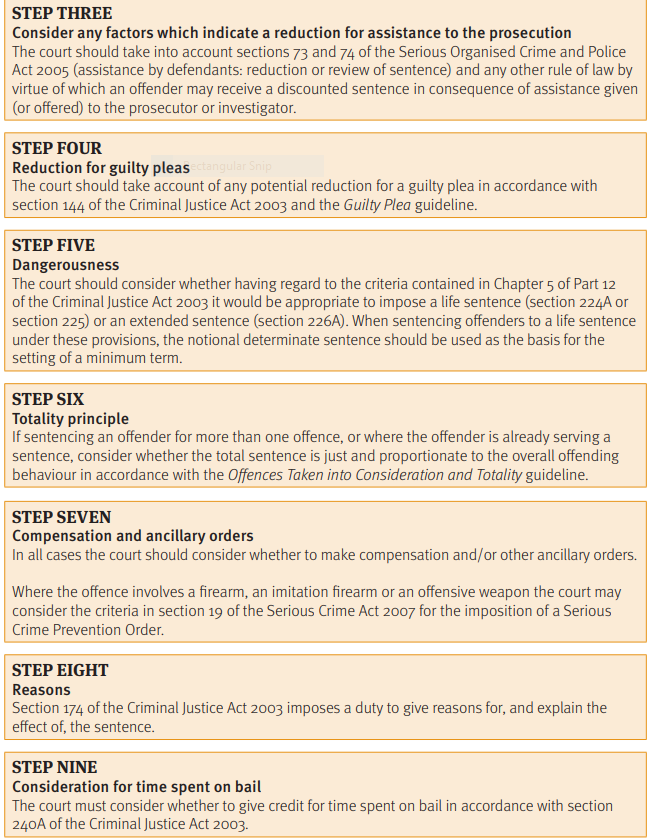 STEP THREE
Consider any factors which indicate a reduction for assistance to the prosecution
The court should take into account sections 73 and 74 of the Serious Organised Crime and Police
Act 2005 (assistance by defendants: reduction or review of sentence) and any other rule of law by
virtue of which an offender may receive a discounted sentence in consequence of assistance given
(or offered) to the prosecutor or investigator.
STEP FOUR
Rectangular Snip
Reduction for guilty pleas
The court should take account of any potential reduction for a guilty plea in accordance with
section 144 of the Criminal Justice Act 2003 and the Guilty Plea guideline.
STEP FIVE
Dangerousness
The court should consider whether having regard to the criteria contained in Chapter 5 of Part 12
of the Criminal Justice Act 2003 it would be appropriate to impose a life sentence (section 224A or
section 225) or an extended sentence (section 226A). When sentencing offenders to a life sentence
under these provisions, the notional determinate sentence should be used as the basis for the
setting of a minimum term.
STEP SIX
Totality principle
If sentencing an offender for more than one offence, or where the offender is already serving a
sentence, consider whether the total sentence is just and proportionate to the overall offending
behaviour in accordance with the Offences Taken into Consideration and Totality guideline.
STEP SEVEN
Compensation and ancillary orders
In all cases the court should consider whether to make compensation and/or other ancillary orders.
Where the offence involves a firearm, an imitation firearm or an offensive weapon the court may
consider the criteria in section 19 of the Serious Crime Act 2007 for the imposition of a Serious
Crime Prevention Order.
STEP EIGHT
Reasons
Section 174 of the Criminal Justice Act 2003 imposes a duty to give reasons for, and explain the
effect of, the sentence.
STEP NINE
Consideration for time spent on bail
The court must consider whether to give credit for time spent on bail in accordance with section
240A of the Criminal Justice Act 2003.